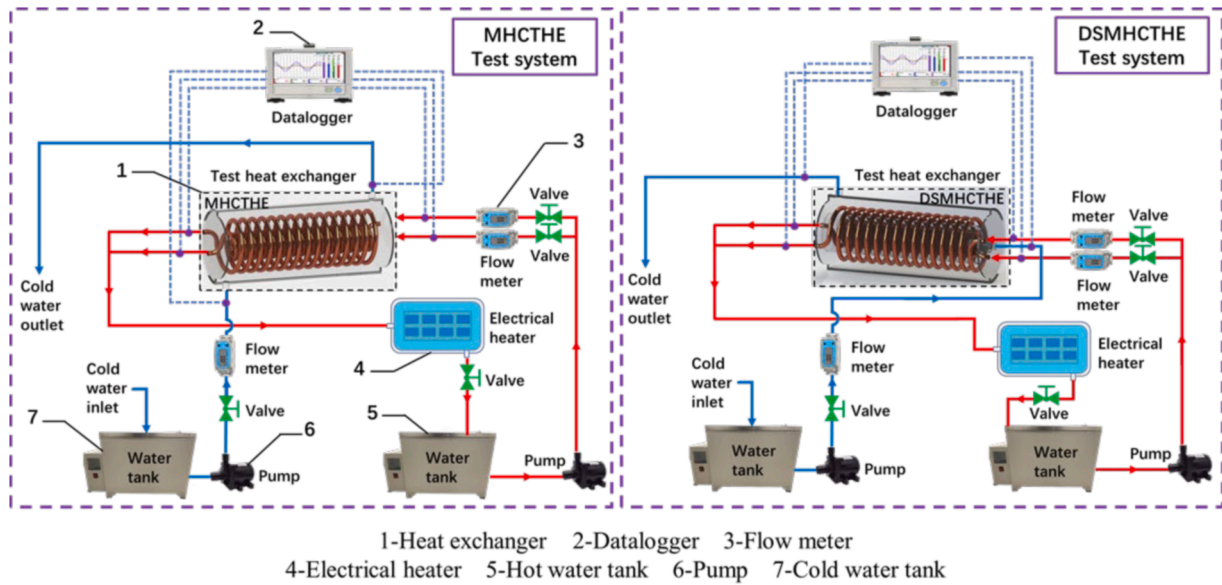 MHCTHE
Test system
2
Datalogger
3
1
Test heat exchanger
MHCTHE
Valve
Valve
Flow
meter
Cold
water
outlet
Electrical
heater
4
Flow
meter
Valve
Cold
water
inlet
Valve
7
5
6
Water
tank
Pump
Water
tank
Pump
DSMHCTHE
Test system
Datalogger
Test heat exchanger
DSMHCTHE
Flow
meter
Valve
Valve
Flow
meter
Cold
water
outlet
Electrical
heater
Flow
meter
Cold
water
inlet
Valve
Valve
Water
tank
Pump
Water
tank
Pump
1-Heat exchanger 2-Datalogger 3-Flow meter
4-Electrical heater 5-Hot water tank 6-Pump 7-Cold water tank